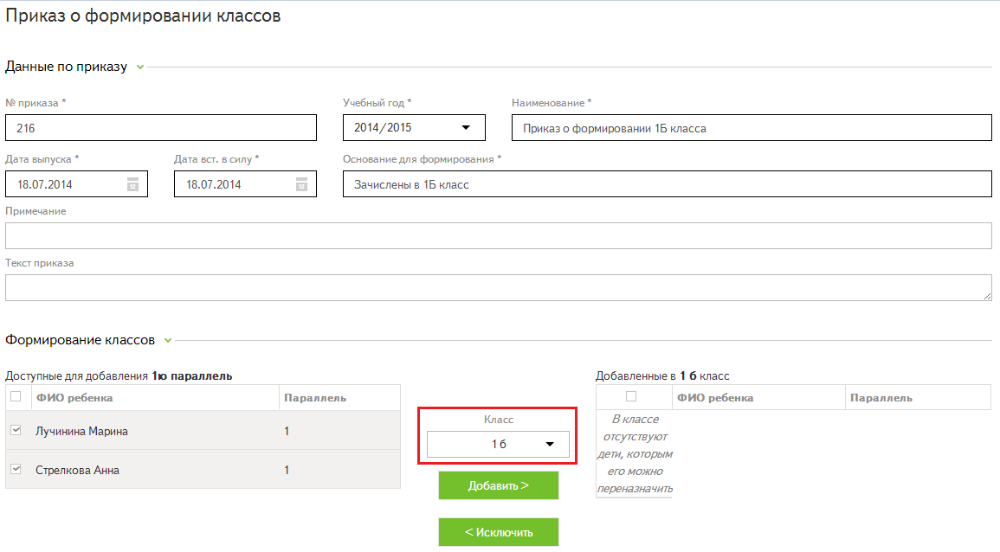 Приказ о формировании классов
Данные по приказу
№ приказа *
Учебный год *
Наименование *
216
2014/2015
Приказ о формировании 1Б класса
Дата выпуска *
Дата вст. в силу *
Основание для формирования *
18.07.2014
12
18.07.2014
12
Зачислены в 1Б класс
Примечание
Текст приказа
Формирование классов
Доступные для добавления 1ю параллель
ФИО ребенка
Параллель
Лучинина Марина
1
Стрелкова Анна
1
Класс
1 б
Добавить >
< Исключить
Добавленные в 1 б класс
ФИО ребенка
Параллель
В классе
отсутствуют
дети, которым
его можно
переназначить